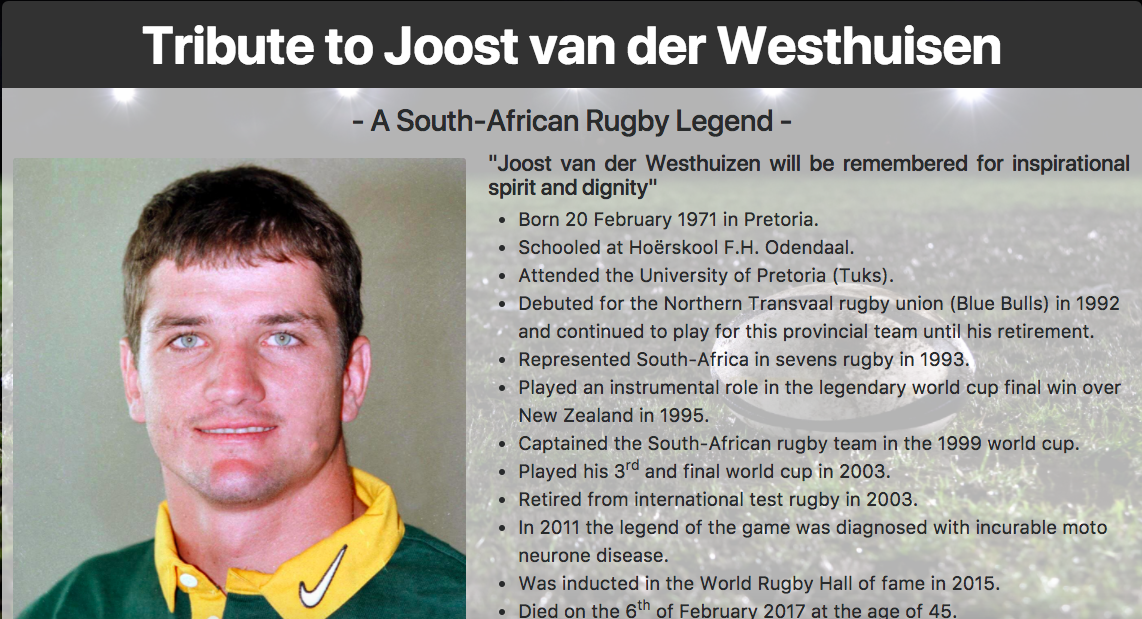 Tribute to Joost van der Westhuisen
- A South-African Rugby Legend -
"Joost van der Westhuizen will be remembered for inspirational
spirit and dignity"
• Born 20 February 1971 in Pretoria.
• Schooled at Hoërskool F.H. Odendaal.
• Attended the University of Pretoria (Tuks).
• Debuted for the Northern Transvaal rugby union (Blue Bulls) in 1992
and continued to play for this provincial team until his retirement.
• Represented South-Africa in sevens rugby in 1993.
• Played an instrumental role in the legendary world cup final win over
New Zealand in 1995.
• Captained the South-African rugby team in the 1999 world cup.
• Played his 3rd and final world cup in 2003.
• Retired from international test rugby in 2003.
• In 2011 the legend of the game was diagnosed with incurable moto
neurone disease.
• Was inducted in the World Rugby Hall of fame in 2015.
• Died on the 6th of February 2017 at the age of 45.